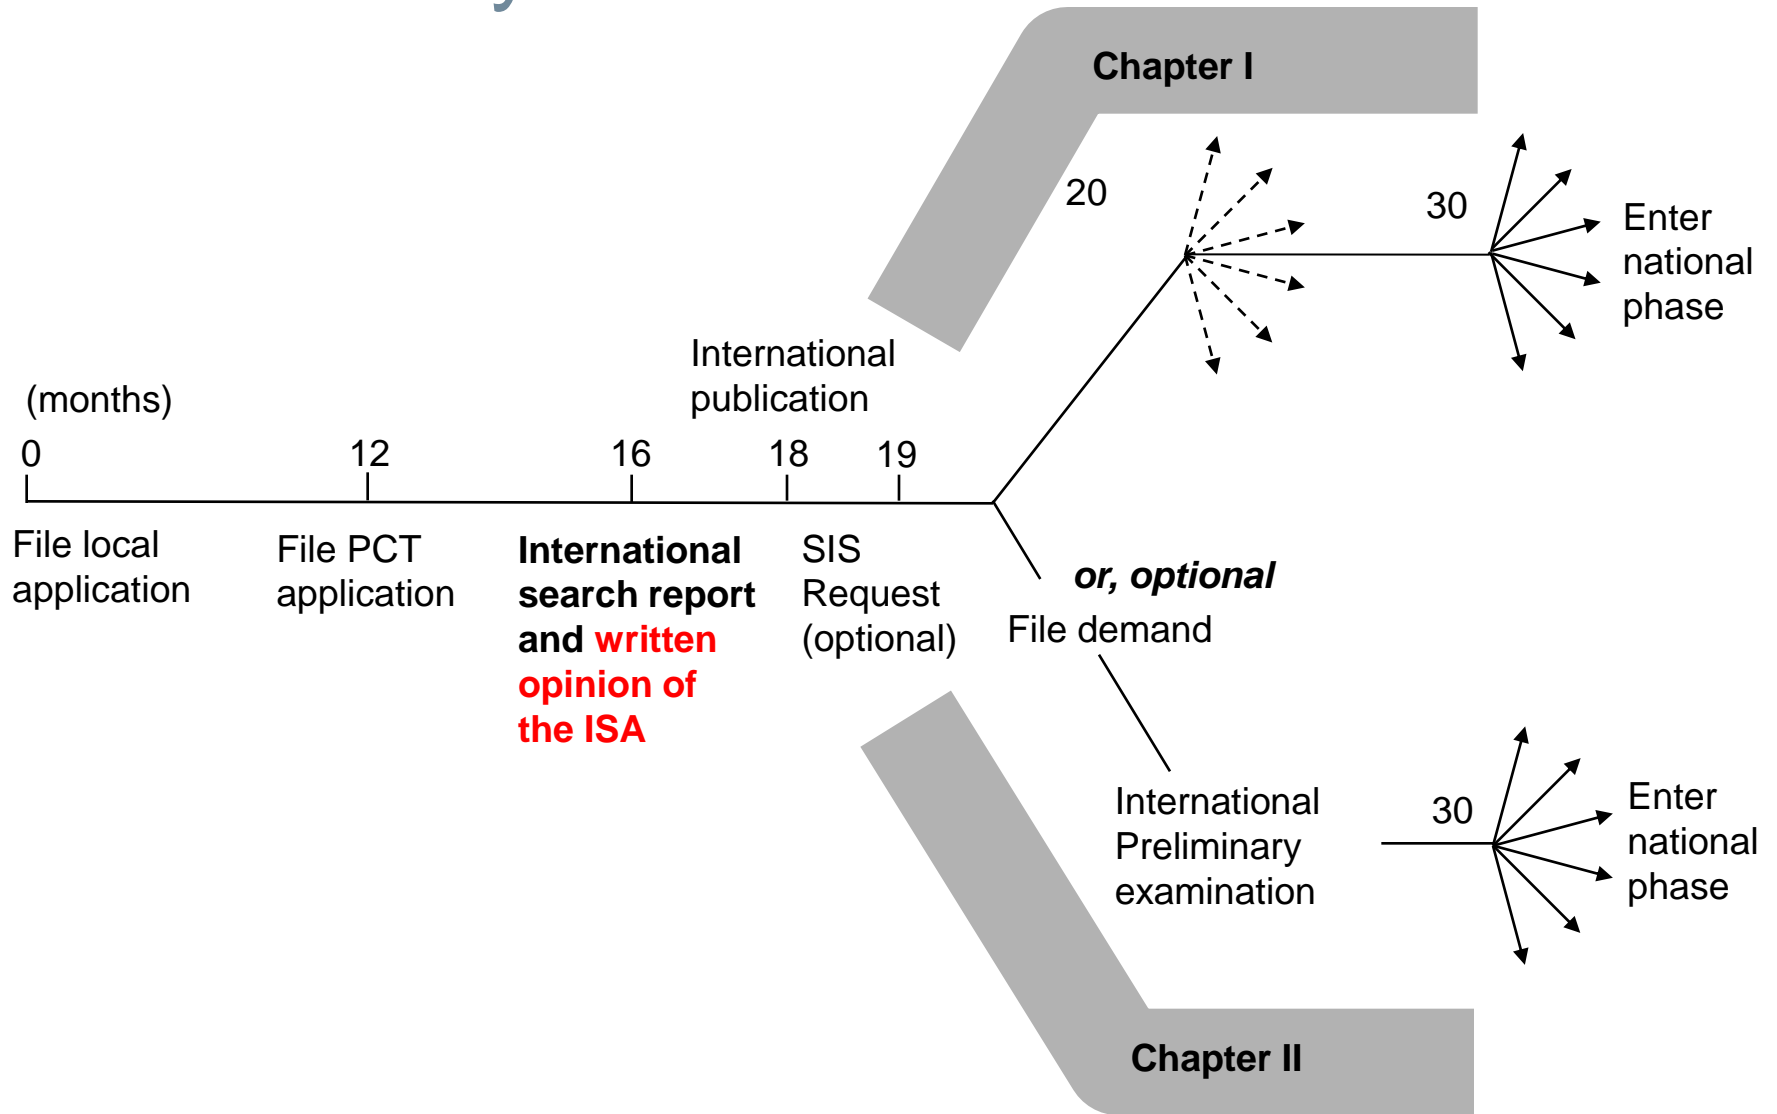 Chapter I
20
30
Enter
national
phase
International
publication
(months)
0
12
16
18
19
File local
application
File PCT
application
International
search report
and written
opinion of
the ISA
SIS
Request
(optional)
or, optional
File demand
International
Preliminary
examination
30
Enter
national
phase
Chapter II